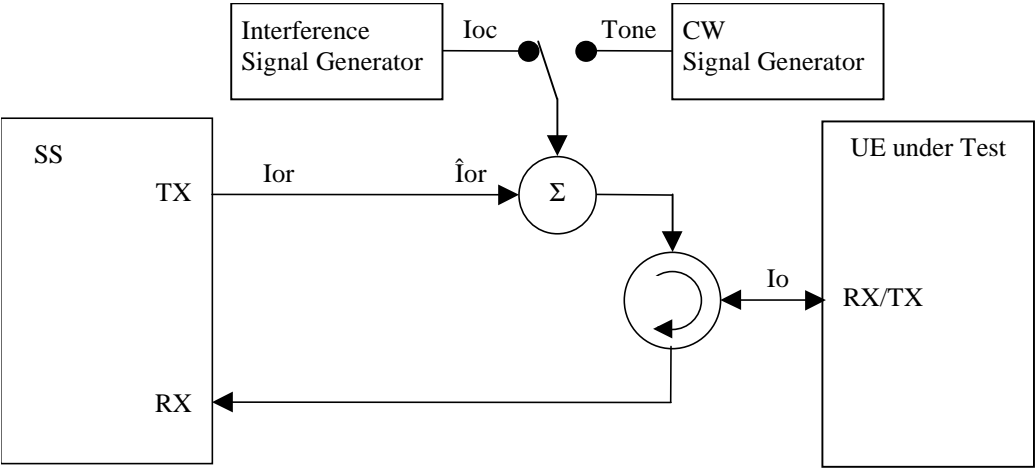 Interference
Signal Generator
Ioc
Tone
CW
Signal Generator
SS
TX
Ior
Îor
Σ
UE under Test
Io
RX/TX
RX